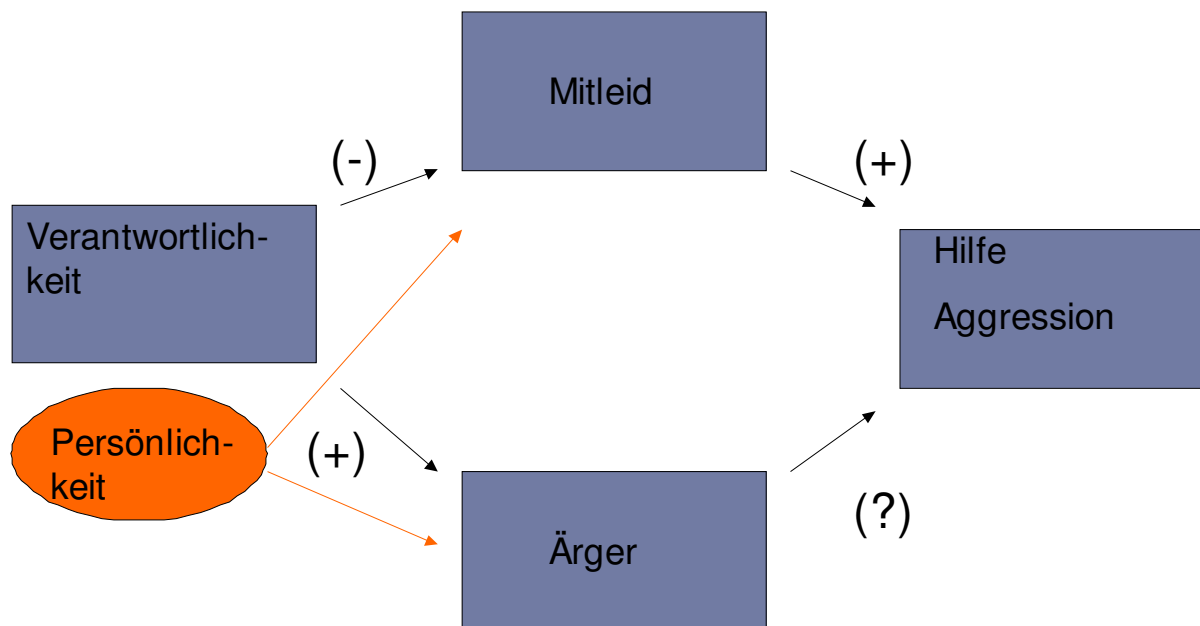 Mitleid
(-)
(+)
Verantwortlich-
keit
Hilfe
Aggression
Persönlich-
keit
(+)
(?)
Ärger